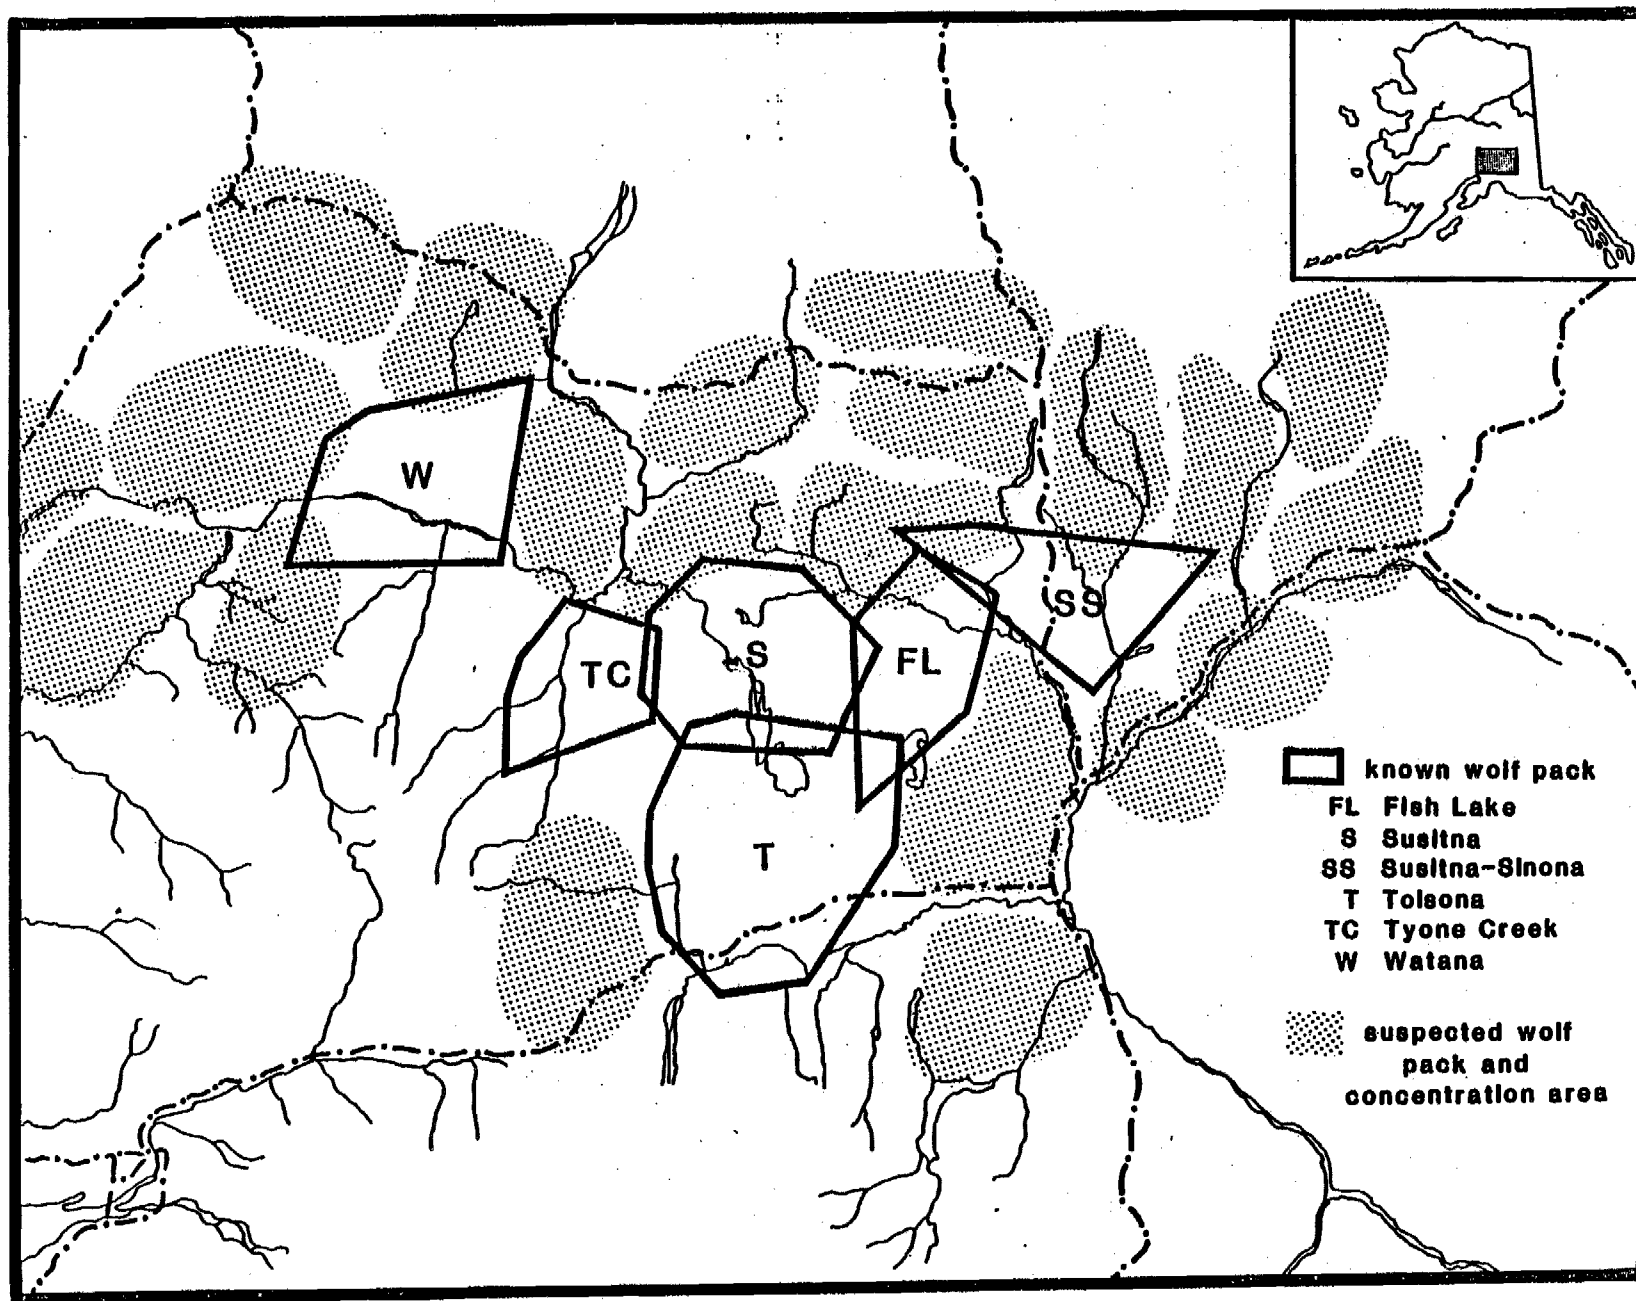 W
SS
S
FL
TC
T
known wolf pack
FL Fish Lake
S Susitna
SS Susitna-Sinona
T Tolsona
TC Tyone Creek
W Watana
suspected wolf
pack and
concentration area